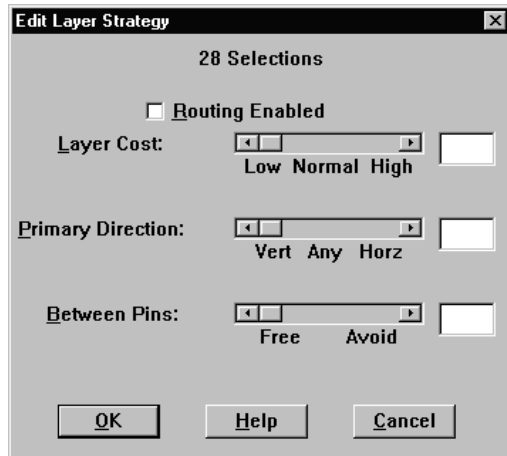 Edit Layer Strategy
28 Selections
Routing Enabled
Layer Cost:
Low Normal High
Primary Direction:
Vert Any Horz
Between Pins:
Free Avoid
OK Help Cancel